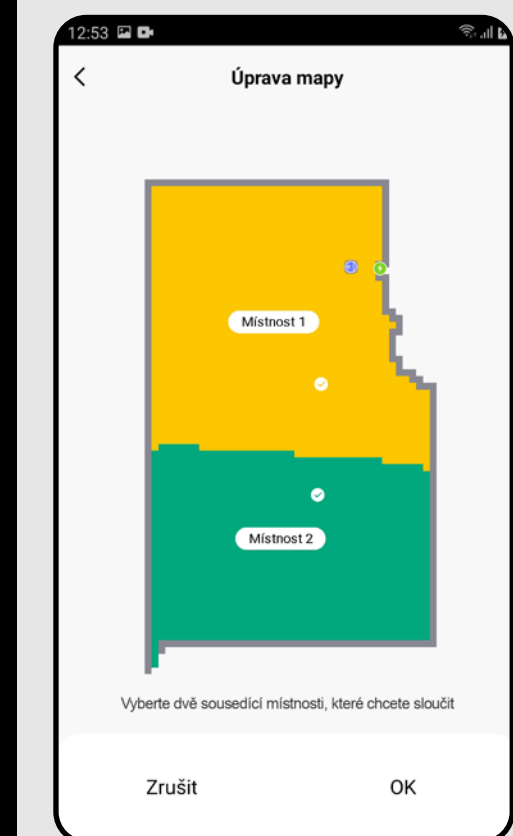 12:53
Úprava mapy
Místnost 1
Místnost 2
Vyberte dvě sousedící místnosti, které chcete sloučit
Zrušit OK